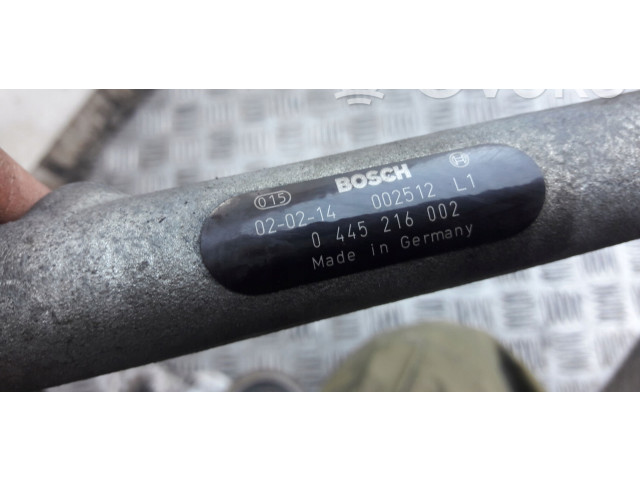 015 BOSCH
02-02-14 002512 L1
0 445 216 002
Made in Germany